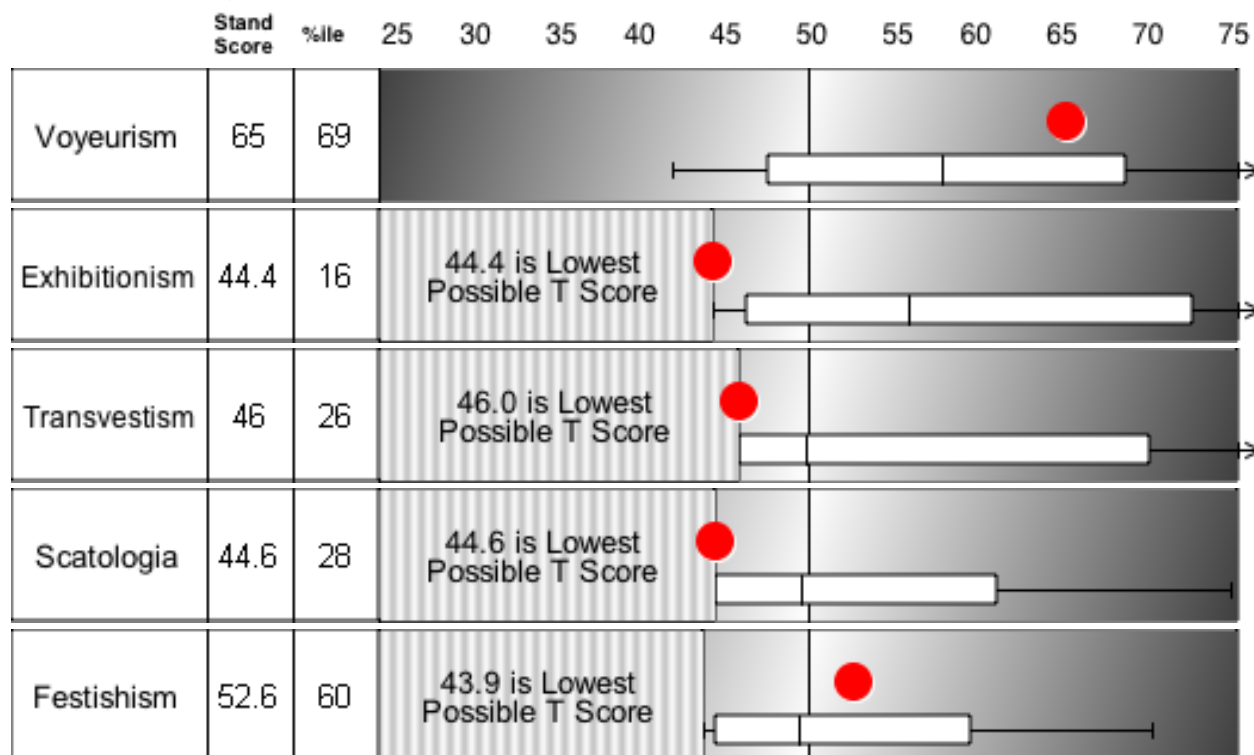 Stand Score %ile 25 30 35 40 45 50 55 60 65 70 75
Voyeurism 65 69
Exhibitionism 44.4 16 44.4 is Lowest
Possible T Score
Transvestism 46 26 46.0 is Lowest
Possible T Score
Scatologia 44.6 28 44.6 is Lowest
Possible T Score
Festishism 52.6 60 43.9 is Lowest
Possible T Score